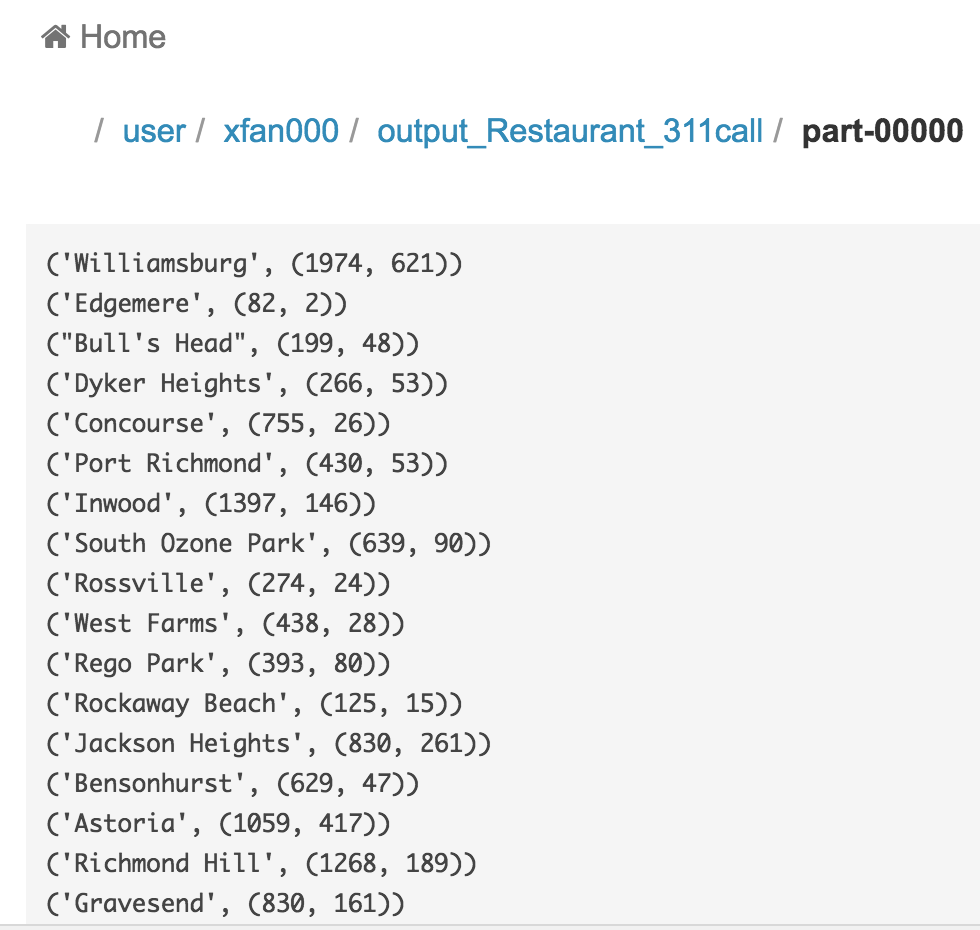 Home
/ user / xfan000 / output_Restaurant_311call / part-00000
('Williamsburg', (1974, 621))
('Edgemere', (82, 2))
("Bull's Head", (199, 48))
('Dyker Heights', (266, 53))
('Concourse', (755, 26))
('Port Richmond', (430, 53))
('Inwood', (1397, 146))
('South Ozone Park', (639, 90))
('Rossville', (274, 24))
('West Farms', (438, 28))
('Rego Park', (393, 80))
('Rockaway Beach', (125, 15))
('Jackson Heights', (830, 261))
('Bensonhurst', (629, 47))
('Astoria', (1059, 417))
('Richmond Hill', (1268, 189))
('Gravesend', (830, 161))